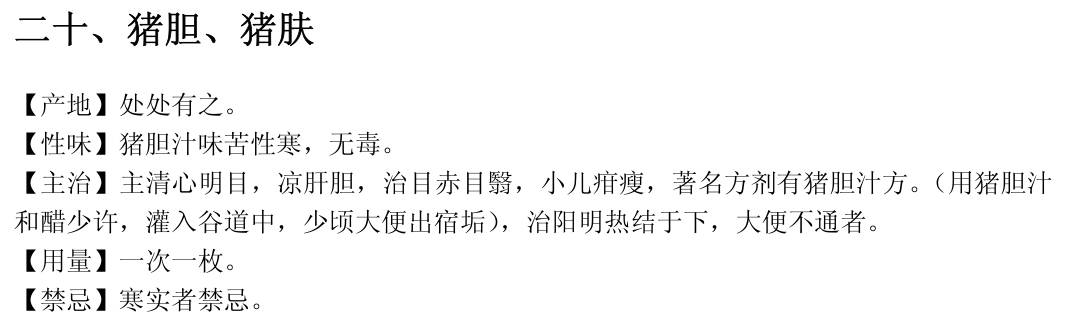 二十、猪胆、猪肤
【产地】处处有之。
【性味】猪胆汁味苦性寒，无毒。
【主治】主清心明目，凉肝胆，治目赤目翳，小儿疳瘦，著名方剂有猪胆汁方。（用猪胆汁
和醋少许，灌入谷道中，少顷大便出宿垢），治阳明热结于下，大便不通者。
【用量】一次一枚。
【禁忌】寒实者禁忌。